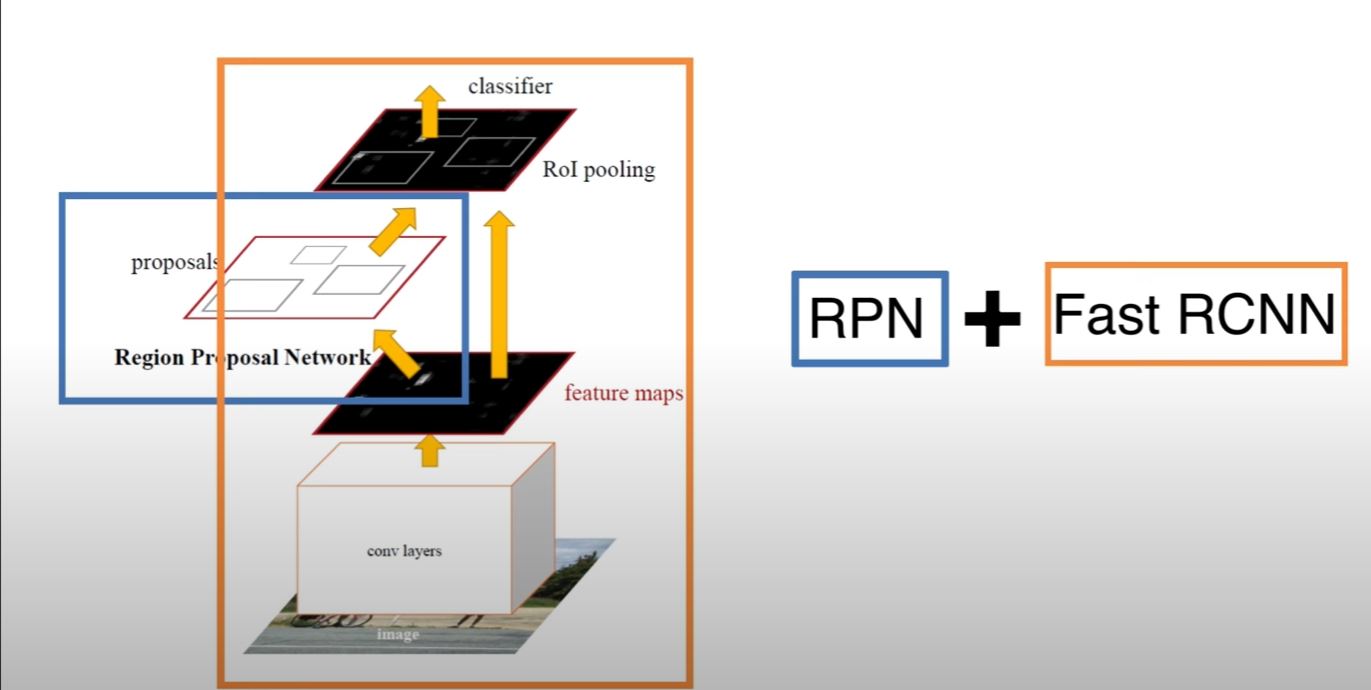 classifier
RoI pooling
proposals
Region Proposal Network
feature maps
conv layers
image
RPN + Fast RCNN